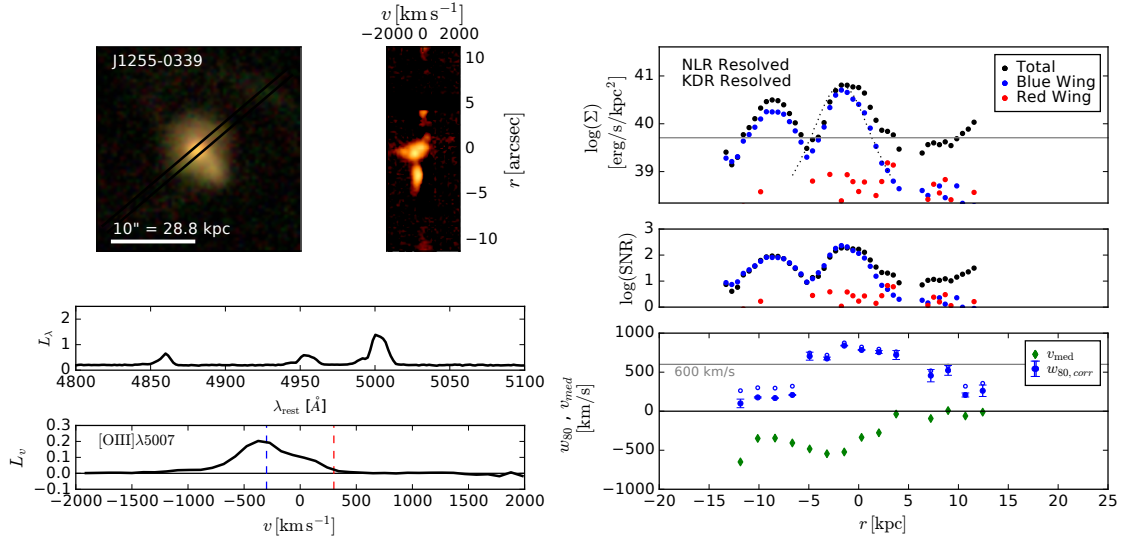 J1255-0339
10" = 28.8 kpc
v [km s⁻¹]
−2000 0 2000
10
5
0
−5
−10
r [arcsec]
L_λ
2
1
0
4800 4850 4900 4950 5000 5050 5100
λ_rest [Å]
[OIII]λ5007
L_v
0.3
0.2
0.1
0.0
−0.1
−2000 −1500 −1000 −500 0 500 1000 1500 2000
v [km s⁻¹]
NLR Resolved
KDR Resolved
Total
Blue Wing
Red Wing
log(Σ)
[erg/s/kpc²]
41
40
39
log(SNR)
3
2
1
0
w_80 , v_med
[km/s]
1000
500
0
−500
−1000
600 km/s
v_med
w_80,corr
−20 −15 −10 −5 0 5 10 15 20 25
r [kpc]